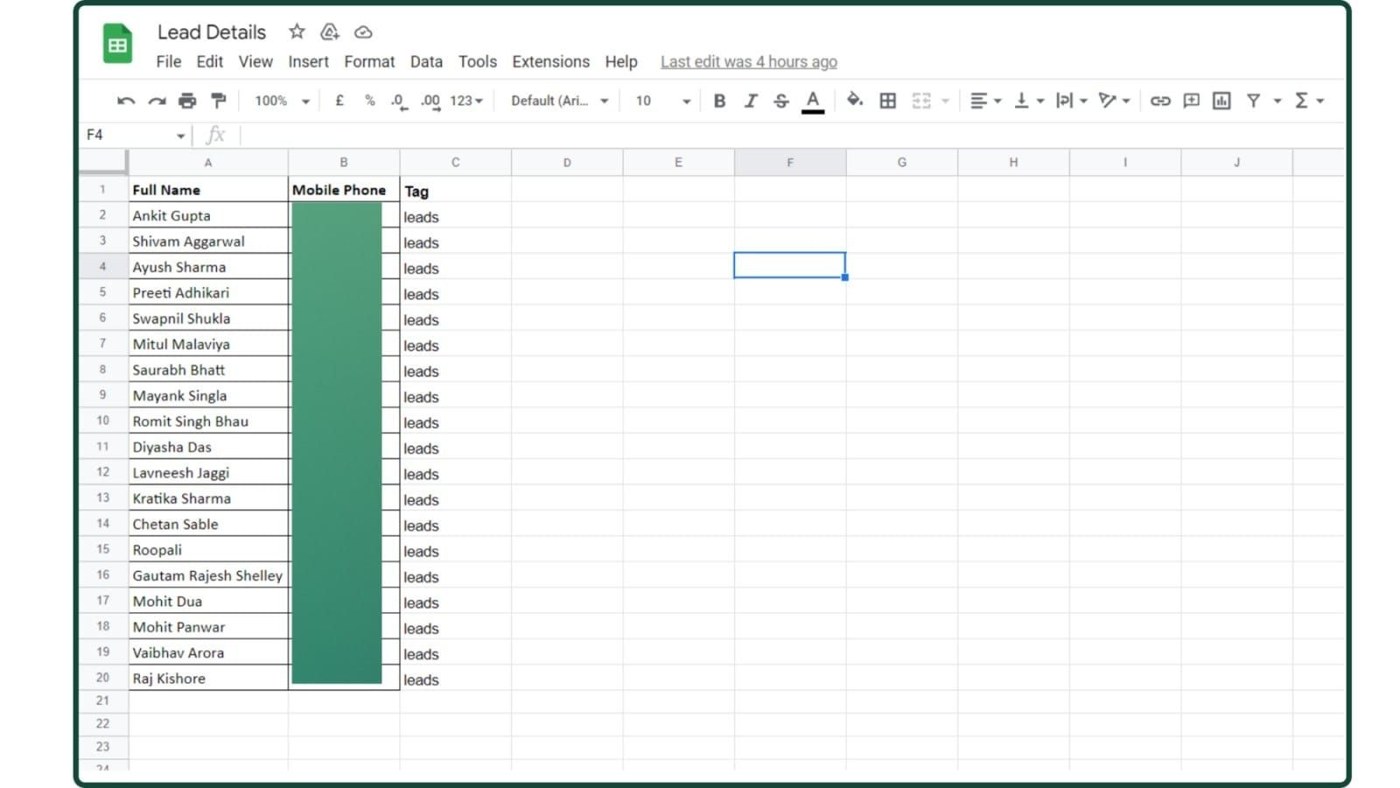 Lead Details
File Edit View Insert Format Data Tools Extensions Help Last edit was 4 hours ago
100% £ % .0 .00 123 Default (Ari... 10 B I S A Σ
F4 fx
A B C D E F G H I J
1 Full Name Mobile Phone Tag
2 Ankit Gupta leads
3 Shivam Aggarwal leads
4 Ayush Sharma leads
5 Preeti Adhikari leads
6 Swapnil Shukla leads
7 Mitul Malaviya leads
8 Saurabh Bhatt leads
9 Mayank Singla leads
10 Romit Singh Bhau leads
11 Diyasha Das leads
12 Lavneesh Jaggi leads
13 Kratika Sharma leads
14 Chetan Sable leads
15 Roopali leads
16 Gautam Rajesh Shelley leads
17 Mohit Dua leads
18 Mohit Panwar leads
19 Vaibhav Arora leads
20 Raj Kishore leads
21
22
23
24